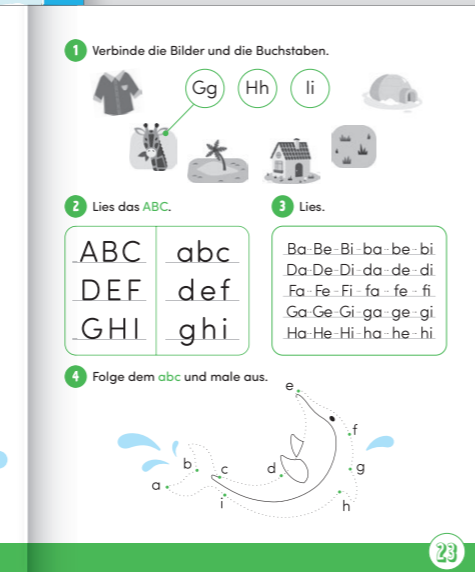 1 Verbinde die Bilder und die Buchstaben.
Gg Hh Ii
2 Lies das ABC.
ABC abc
DEF def
GHI ghi
3 Lies.
Ba-Be-Bi-ba-be-bi
Da-De-Di-da-de-di
Fa-Fe-Fi-fa-fe-fi
Ga-Ge-Gi-ga-ge-gi
Ha-He-Hi-ha-he-hi
4 Folge dem abc und male aus.
e
f
b c d g
a
i h
23